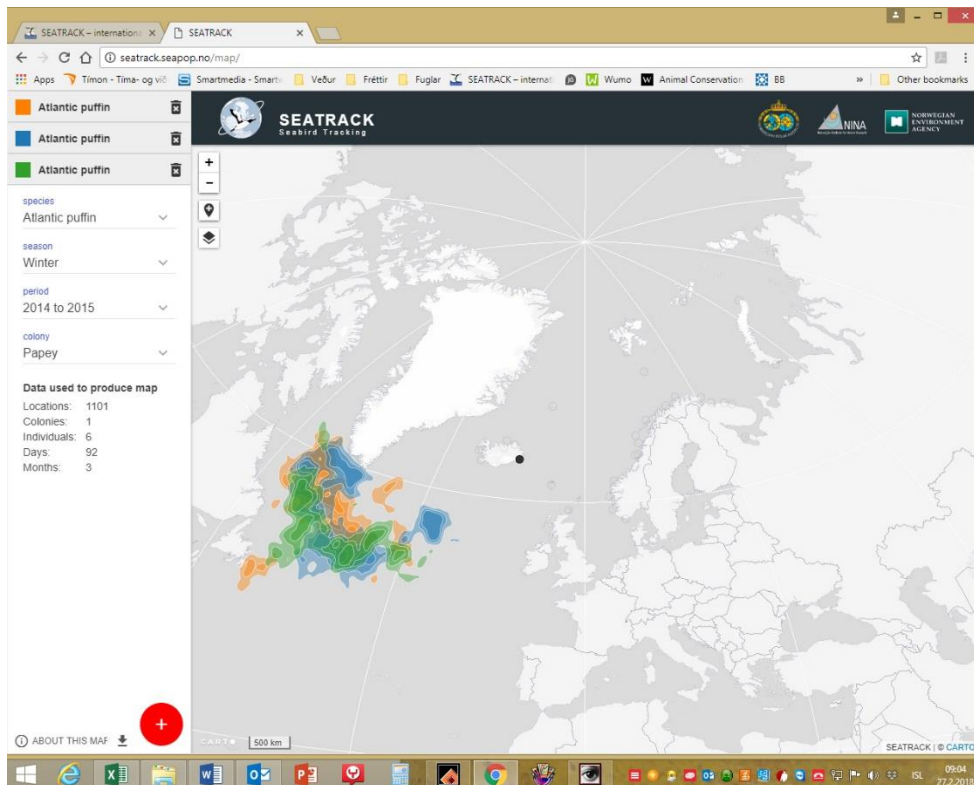 SEATRACK – internation
SEATRACK
seatrack.seapop.no/map/
Apps
Tímon - Tíma- og við
Smartmedia - Smart
Veður
Fréttir
Fuglar
SEATRACK – internat
Wumo
Animal Conservation
BB
»
Other bookmarks
Atlantic puffin
Atlantic puffin
Atlantic puffin
SEATRACK
Seabird Tracking
NINA
NORWEGIAN
ENVIRONMENT
AGENCY
+
−
species
Atlantic puffin
season
Winter
period
2014 to 2015
colony
Papey
Data used to produce map
Locations: 1101
Colonies: 1
Individuals: 6
Days: 92
Months: 3
+
ABOUT THIS MAP
CARTO
500 km
SEATRACK | © CARTO
ISL
09:04
27.2.2018